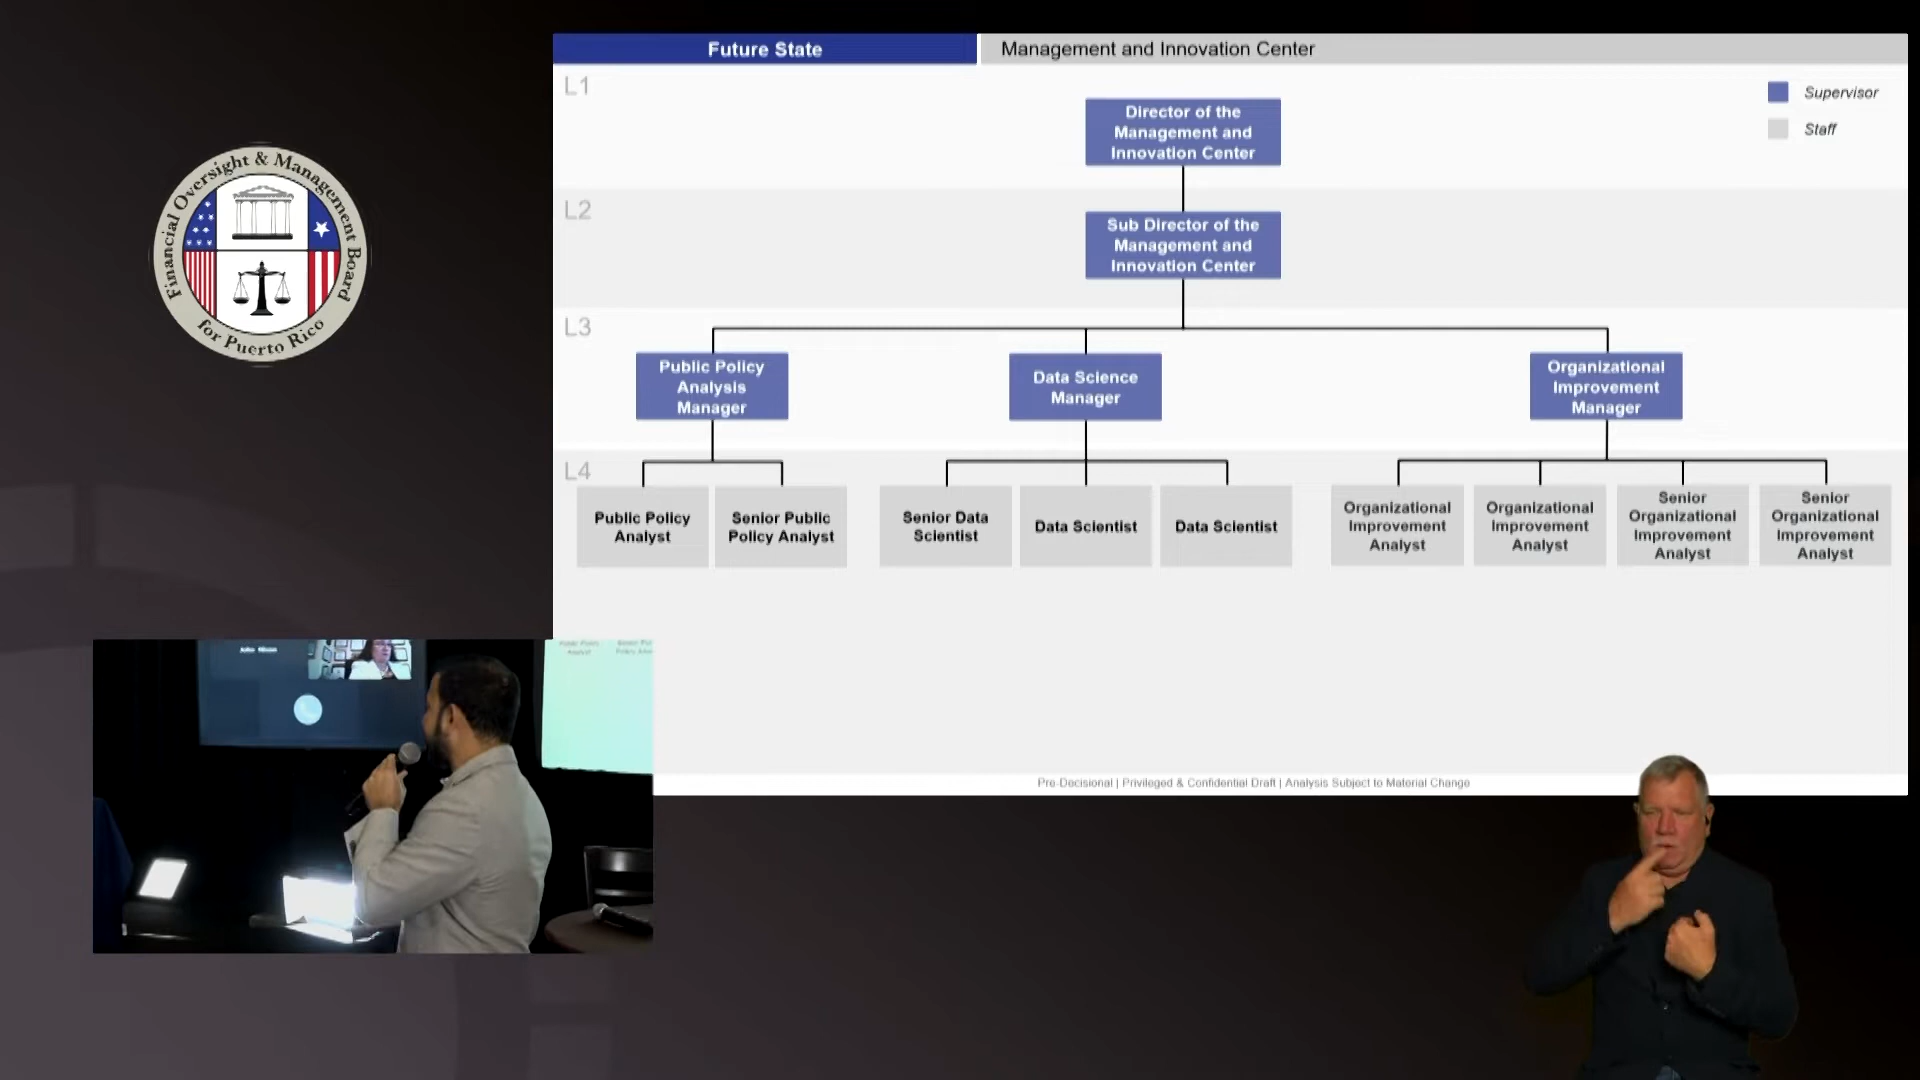 Financial Oversight & Management Board
for Puerto Rico
Future State
Management and Innovation Center
L1
Supervisor
Staff
Director of the
Management and
Innovation Center
L2
Sub Director of the
Management and
Innovation Center
L3
Public Policy
Analysis
Manager
Data Science
Manager
Organizational
Improvement
Manager
L4
Public Policy
Analyst
Senior Public
Policy Analyst
Senior Data
Scientist
Data Scientist
Data Scientist
Organizational
Improvement
Analyst
Organizational
Improvement
Analyst
Senior
Organizational
Improvement
Analyst
Senior
Organizational
Improvement
Analyst
Pre-Decisional | Privileged & Confidential Draft | Analysis Subject to Material Change